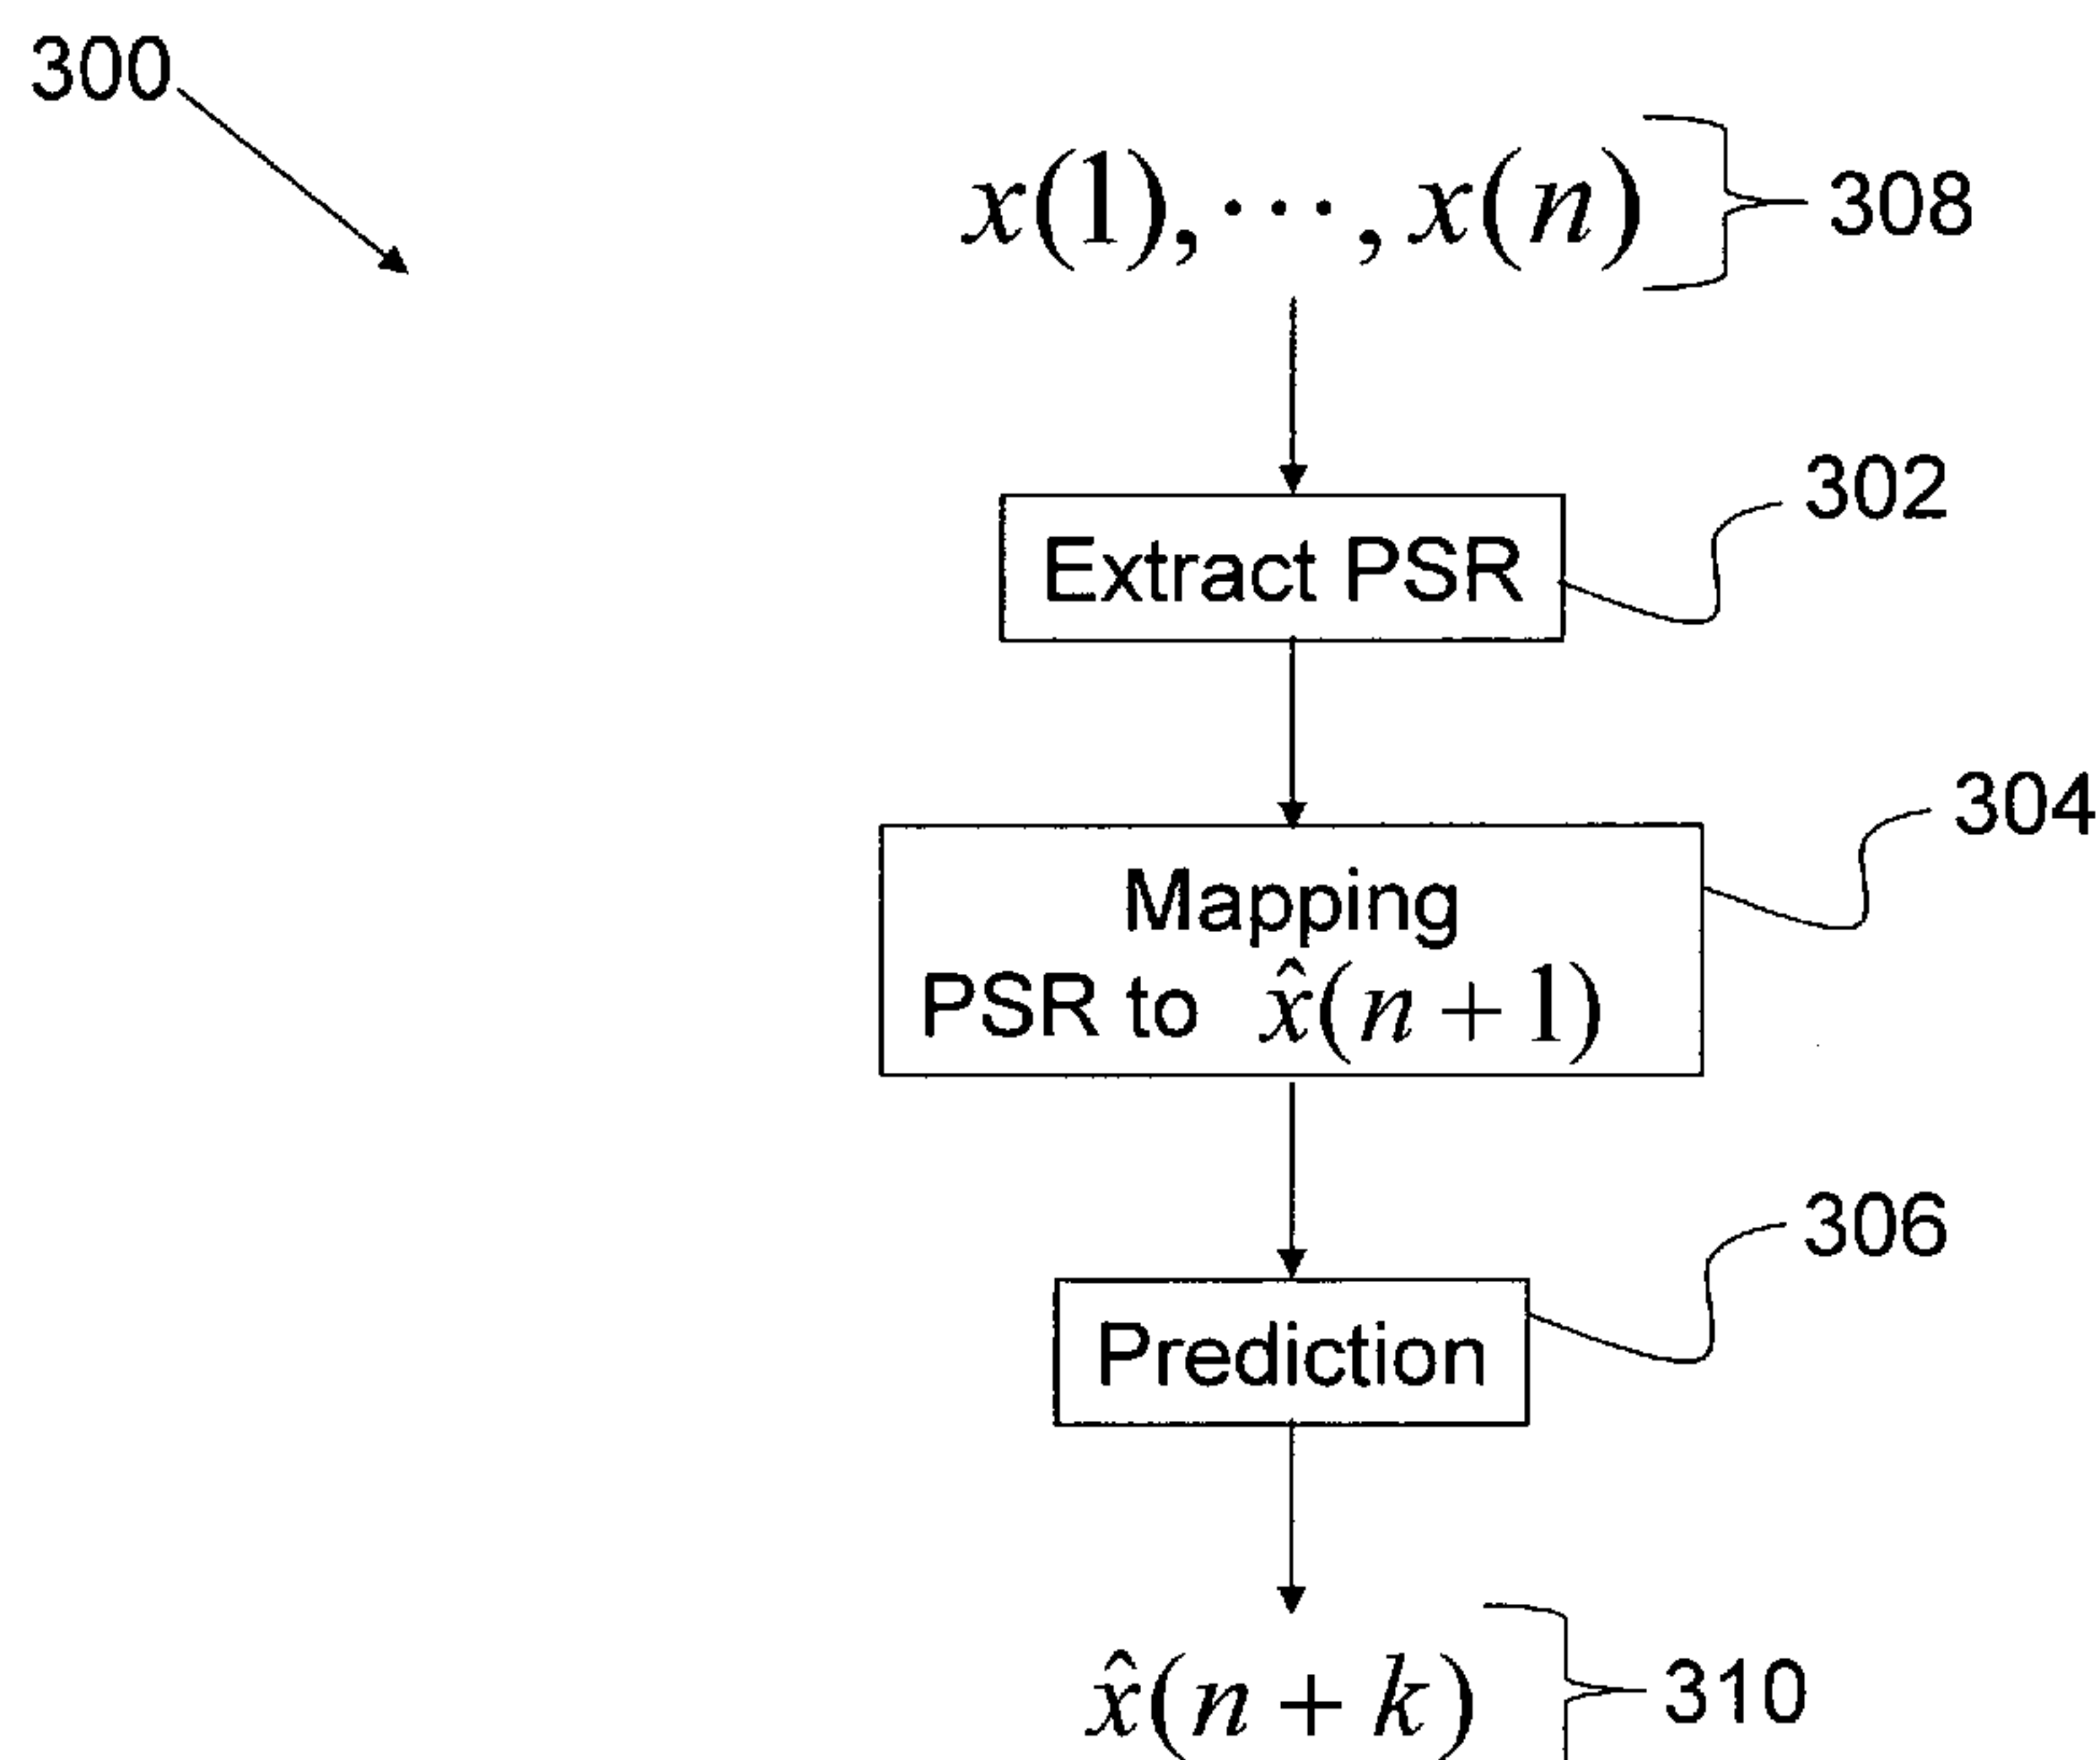 300
x(1), ⋯, x(n) 308
302
Extract PSR
304
Mapping
PSR to x̂(n + 1)
306
Prediction
x̂(n + k) 310